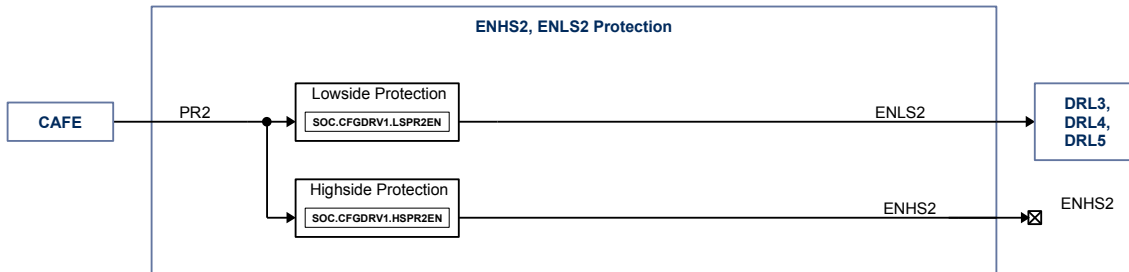 ENHS2, ENLS2 Protection
CAFE
PR2
Lowside Protection
SOC.CFGDRV1.LSPR2EN
ENLS2
DRL3,
DRL4,
DRL5
Highside Protection
SOC.CFGDRV1.HSPR2EN
ENHS2
ENHS2